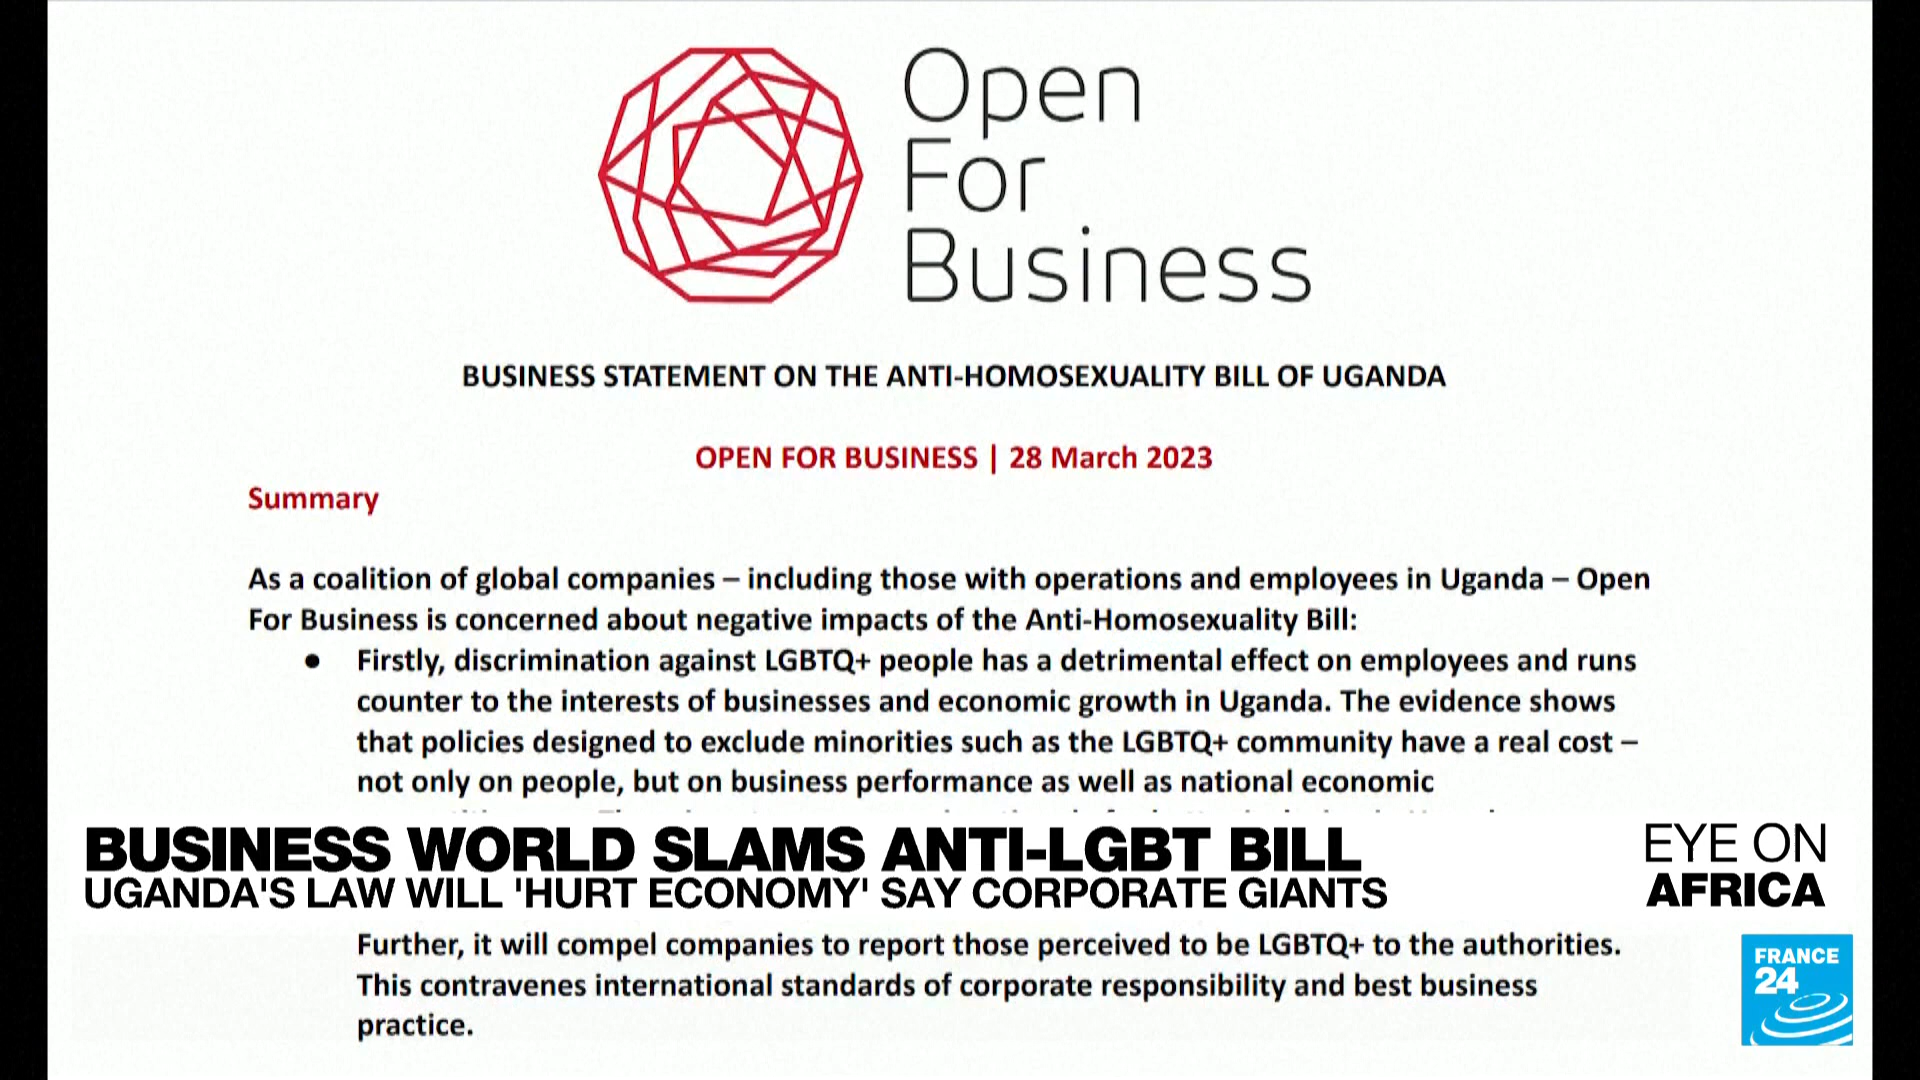 Open
For
Business
BUSINESS STATEMENT ON THE ANTI-HOMOSEXUALITY BILL OF UGANDA
OPEN FOR BUSINESS | 28 March 2023
Summary
As a coalition of global companies – including those with operations and employees in Uganda – Open
For Business is concerned about negative impacts of the Anti-Homosexuality Bill:
● Firstly, discrimination against LGBTQ+ people has a detrimental effect on employees and runs
counter to the interests of businesses and economic growth in Uganda. The evidence shows
that policies designed to exclude minorities such as the LGBTQ+ community have a real cost –
not only on people, but on business performance as well as national economic
BUSINESS WORLD SLAMS ANTI-LGBT BILL
UGANDA'S LAW WILL 'HURT ECONOMY' SAY CORPORATE GIANTS
EYE ON
AFRICA
Further, it will compel companies to report those perceived to be LGBTQ+ to the authorities.
This contravenes international standards of corporate responsibility and best business
practice.
FRANCE
24